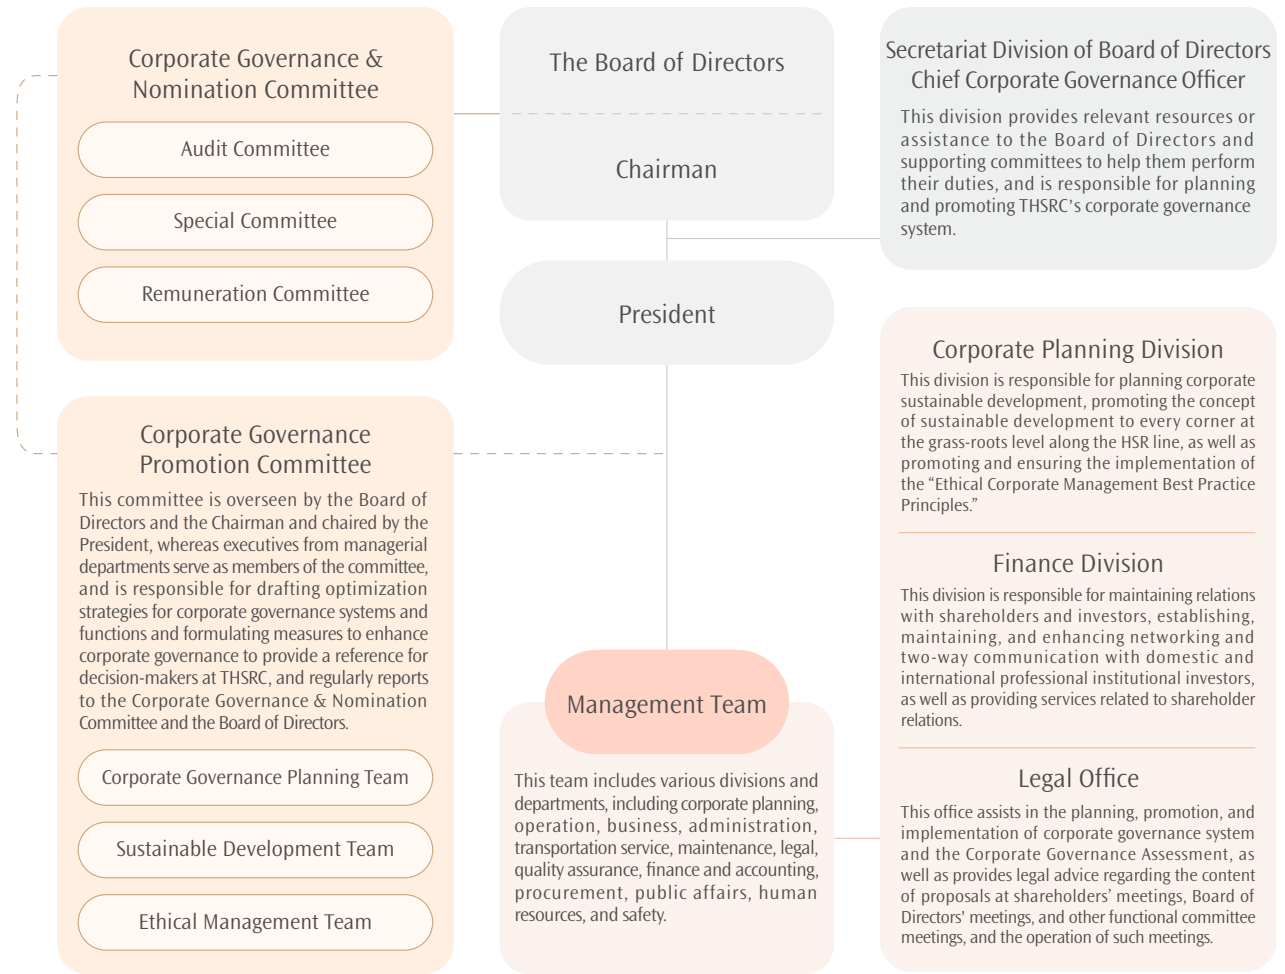 Corporate Governance &
Nomination Committee
Audit Committee
Special Committee
Remuneration Committee
Corporate Governance
Promotion Committee
This committee is overseen by the Board of
Directors and the Chairman and chaired by the
President, whereas executives from managerial
departments serve as members of the committee,
and is responsible for drafting optimization
strategies for corporate governance systems and
functions and formulating measures to enhance
corporate governance to provide a reference for
decision-makers at THSRC, and regularly reports
to the Corporate Governance & Nomination
Committee and the Board of Directors.
Corporate Governance Planning Team
Sustainable Development Team
Ethical Management Team
The Board of Directors
Chairman
President
Management Team
This team includes various divisions and
departments, including corporate planning,
operation, business, administration,
transportation service, maintenance, legal,
quality assurance, finance and accounting,
procurement, public affairs, human
resources, and safety.
Secretariat Division of Board of Directors
Chief Corporate Governance Officer
This division provides relevant resources or
assistance to the Board of Directors and
supporting committees to help them perform
their duties, and is responsible for planning
and promoting THSRC's corporate governance
system.
Corporate Planning Division
This division is responsible for planning corporate
sustainable development, promoting the concept
of sustainable development to every corner at
the grass-roots level along the HSR line, as well as
promoting and ensuring the implementation of
the “Ethical Corporate Management Best Practice
Principles.”
Finance Division
This division is responsible for maintaining relations
with shareholders and investors, establishing,
maintaining, and enhancing networking and
two-way communication with domestic and
international professional institutional investors,
as well as providing services related to shareholder
relations.
Legal Office
This office assists in the planning, promotion, and
implementation of corporate governance system
and the Corporate Governance Assessment, as
well as provides legal advice regarding the content
of proposals at shareholders’ meetings, Board of
Directors' meetings, and other functional committee
meetings, and the operation of such meetings.